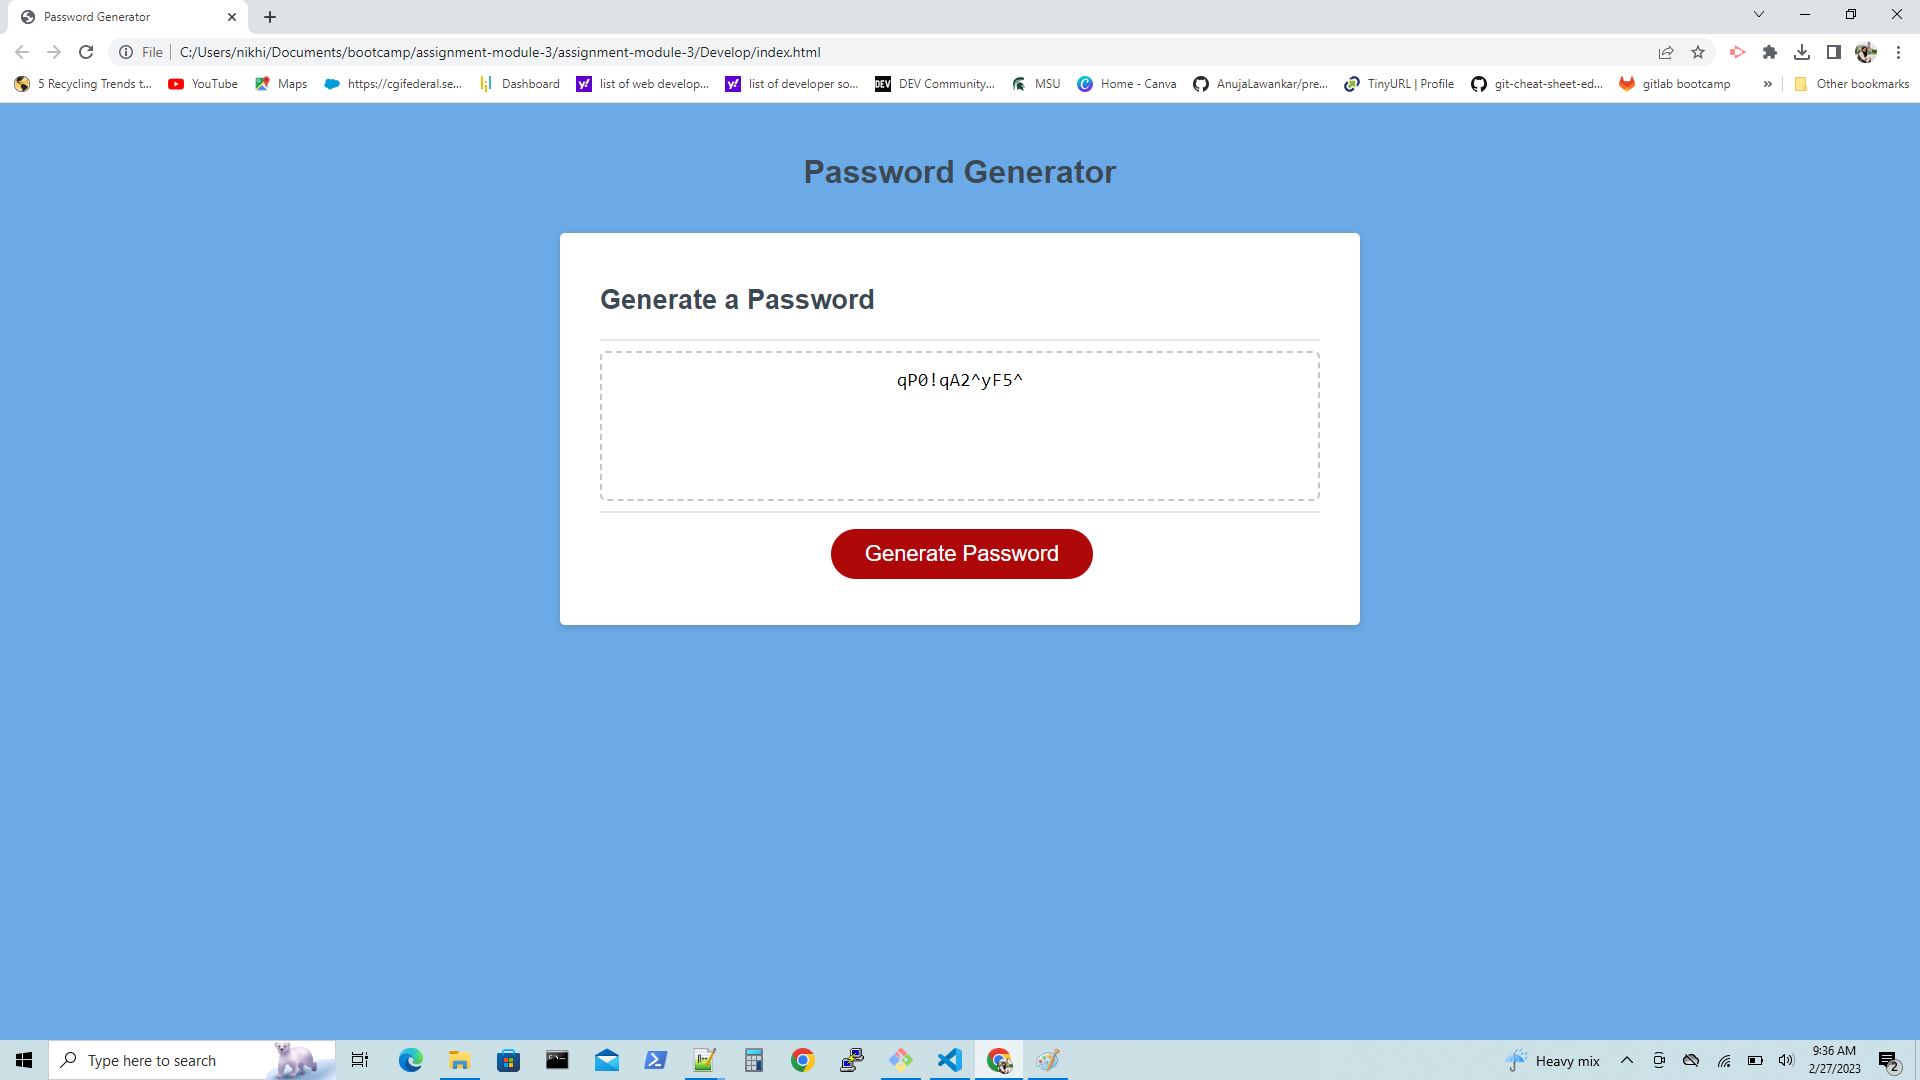 Password Generator
File
C:/Users/nikhi/Documents/bootcamp/assignment-module-3/assignment-module-3/Develop/index.html
5 Recycling Trends t... YouTube Maps https://cgifederal.se... Dashboard list of web develop... list of developer so... DEV Community... MSU Home - Canva AnujaLawankar/pre... TinyURL | Profile git-cheat-sheet-ed... gitlab bootcamp » Other bookmarks
Password Generator
Generate a Password
qP0!qA2^yF5^
Generate Password
Type here to search
Heavy mix
9:36 AM
2/27/2023
2